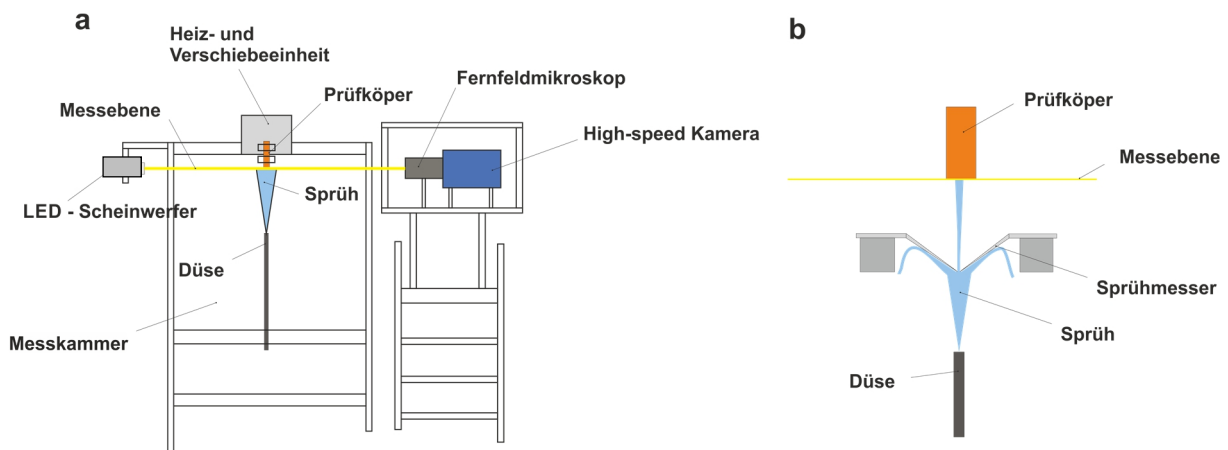 a
Heiz- und
Verschiebeeinheit
Fernfeldmikroskop
Prüfköper
Messebene
High-speed Kamera
Sprüh
LED - Scheinwerfer
Düse
Messkammer
b
Prüfköper
Messebene
Sprühmesser
Sprüh
Düse